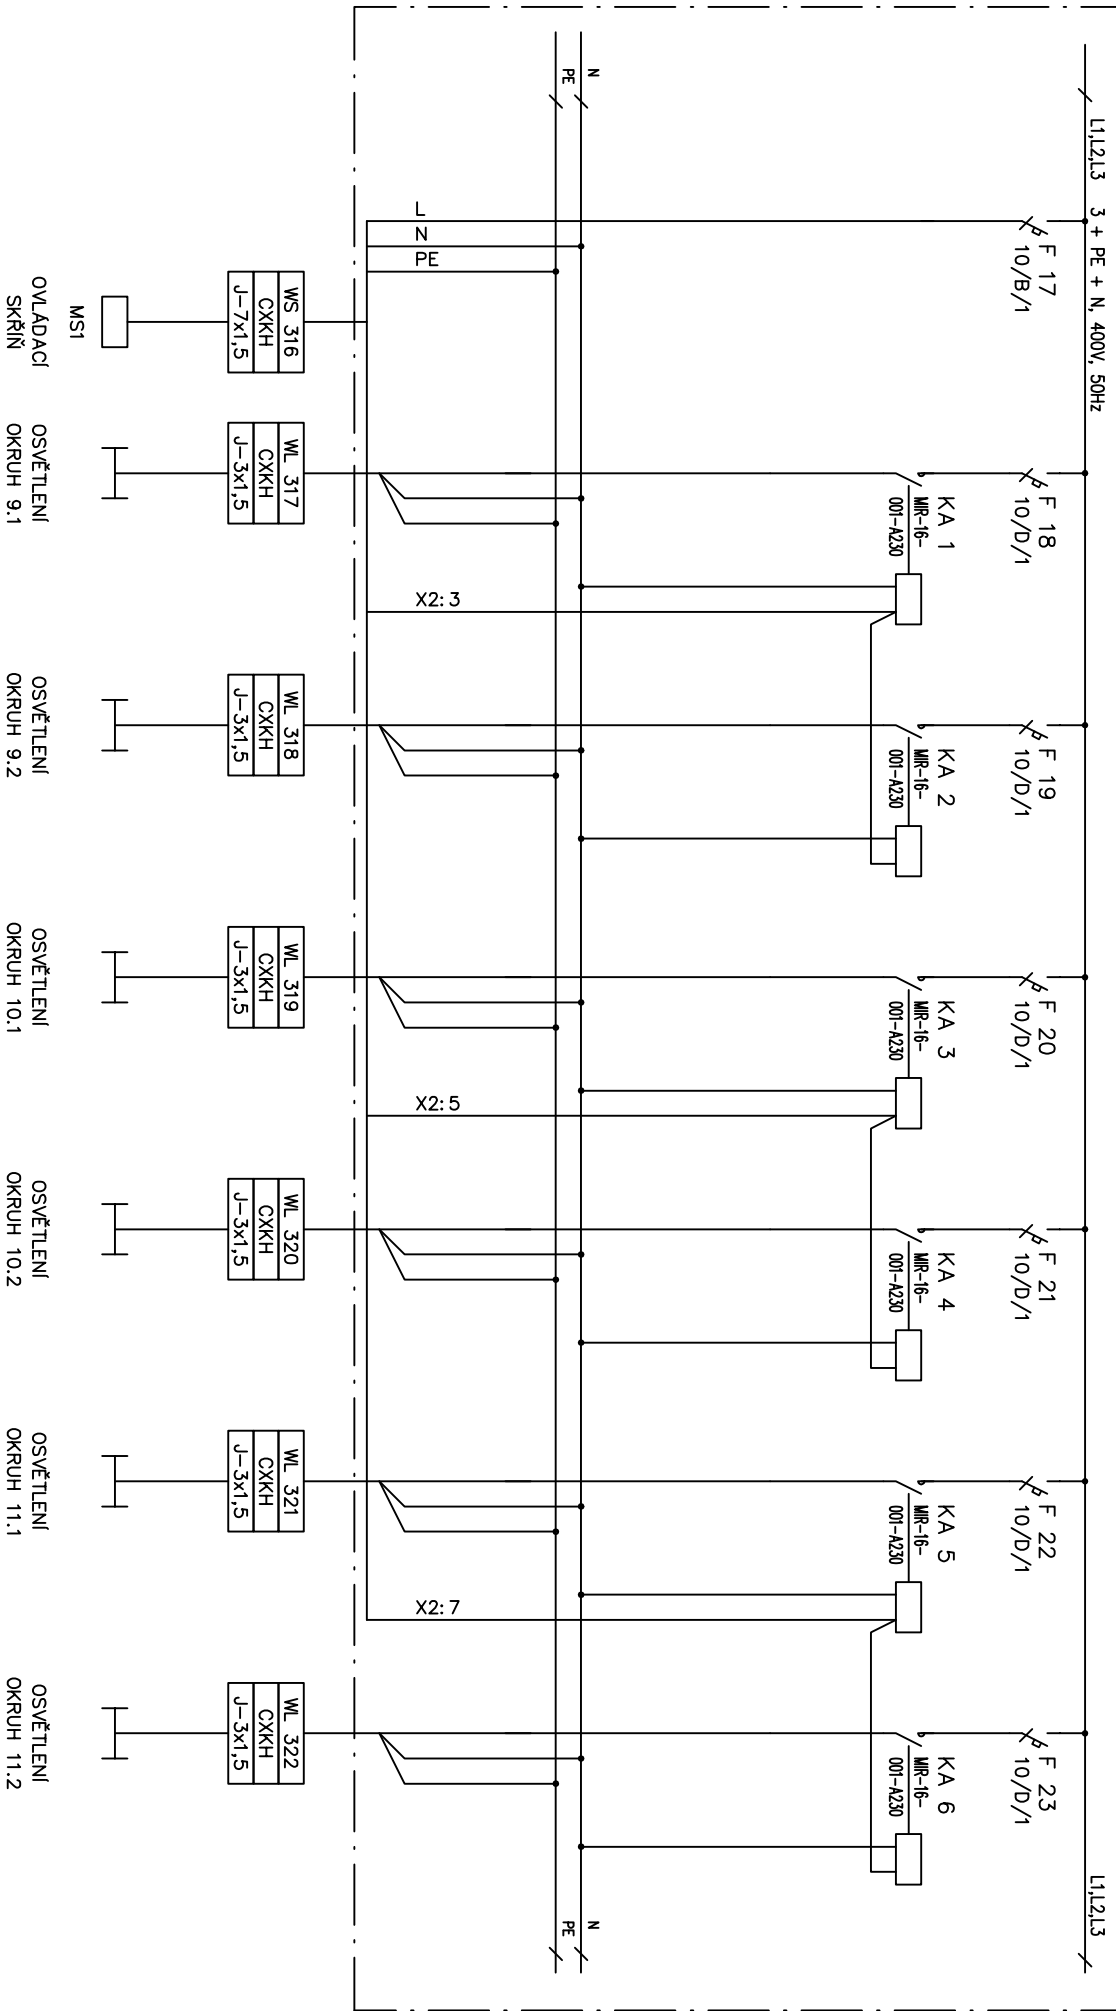 L1,L2,L3
3 + PE + N, 400V, 50Hz
L1,L2,L3
F 17
10/B/1
F 18
10/D/1
F 19
10/D/1
F 20
10/D/1
F 21
10/D/1
F 22
10/D/1
F 23
10/D/1
KA 1
MIR-16-
001-A230
KA 2
MIR-16-
001-A230
KA 3
MIR-16-
001-A230
KA 4
MIR-16-
001-A230
KA 5
MIR-16-
001-A230
KA 6
MIR-16-
001-A230
N
PE
N
PE
L
N
PE
X2: 3
X2: 5
X2: 7
WS 316
CXKH
J-7x1,5
WL 317
CXKH
J-3x1,5
WL 318
CXKH
J-3x1,5
WL 319
CXKH
J-3x1,5
WL 320
CXKH
J-3x1,5
WL 321
CXKH
J-3x1,5
WL 322
CXKH
J-3x1,5
MS1
OVLÁDACÍ
SKŘÍŇ
OSVĚTLENÍ
OKRUH 9.1
OSVĚTLENÍ
OKRUH 9.2
OSVĚTLENÍ
OKRUH 10.1
OSVĚTLENÍ
OKRUH 10.2
OSVĚTLENÍ
OKRUH 11.1
OSVĚTLENÍ
OKRUH 11.2